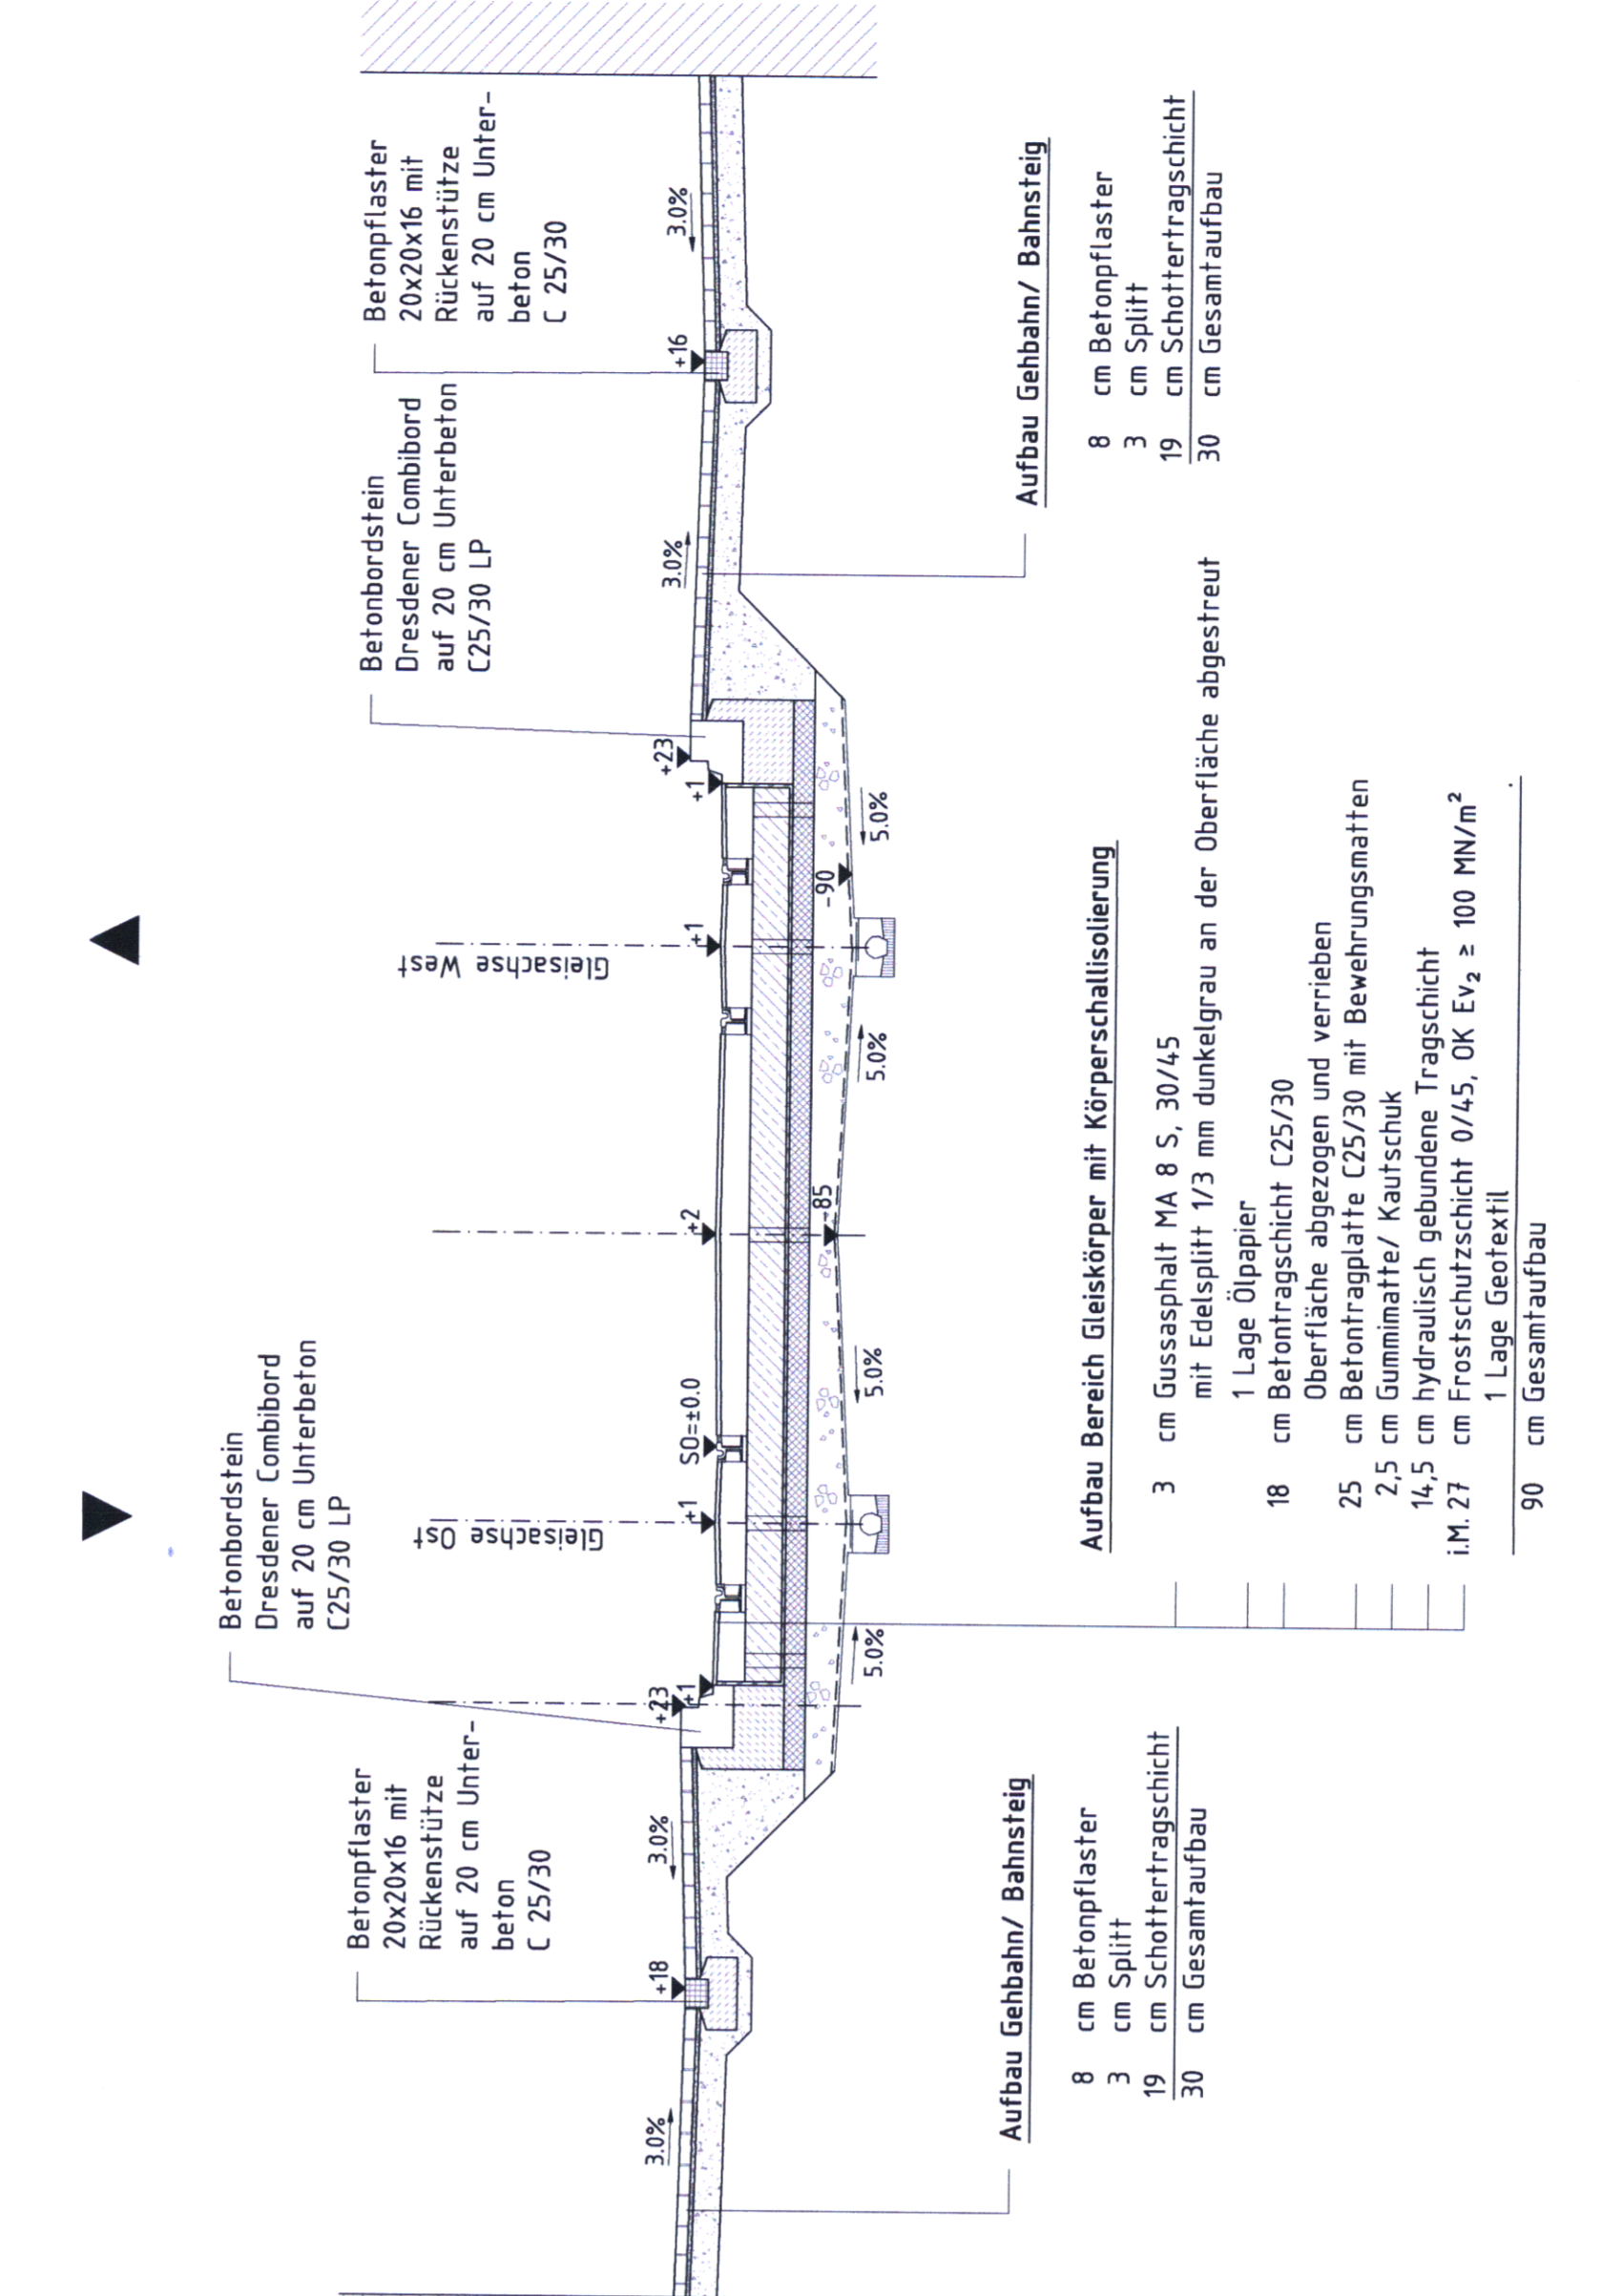 Betonpflaster
20x20x16 mit
Rückenstütze
auf 20 cm Unter-
beton
C 25/30
Betonbordstein
Dresdener Combibord
auf 20 cm Unterbeton
C25/30 LP
Betonbordstein
Dresdener Combibord
auf 20 cm Unterbeton
C25/30 LP
Betonpflaster
20x20x16 mit
Rückenstütze
auf 20 cm Unter-
beton
C 25/30
Gleisachse Ost
Gleisachse West
3.0%
+18
3.0%
+23
+1
+1
SO=±0.0
+2
+1
+1
+23
3.0%
+16
3.0%
5.0%
5.0%
-85
5.0%
-90
5.0%
Aufbau Gehbahn/ Bahnsteig
8 cm Betonpflaster
3 cm Splitt
19 cm Schottertragschicht
30 cm Gesamtaufbau
Aufbau Bereich Gleiskörper mit Körperschallisolierung
3 cm Gussasphalt MA 8 S, 30/45
mit Edelsplitt 1/3 mm dunkelgrau an der Oberfläche abgestreut
1 Lage Ölpapier
18 cm Betontragschicht C25/30
Oberfläche abgezogen und verrieben
25 cm Betontragplatte C25/30 mit Bewehrungsmatten
2,5 cm Gummimatte/ Kautschuk
14,5 cm hydraulisch gebundene Tragschicht
i.M. 27 cm Frostschutzschicht 0/45, OK Ev₂ ≥ 100 MN/m²
1 Lage Geotextil
90 cm Gesamtaufbau
Aufbau Gehbahn/ Bahnsteig
8 cm Betonpflaster
3 cm Splitt
19 cm Schottertragschicht
30 cm Gesamtaufbau